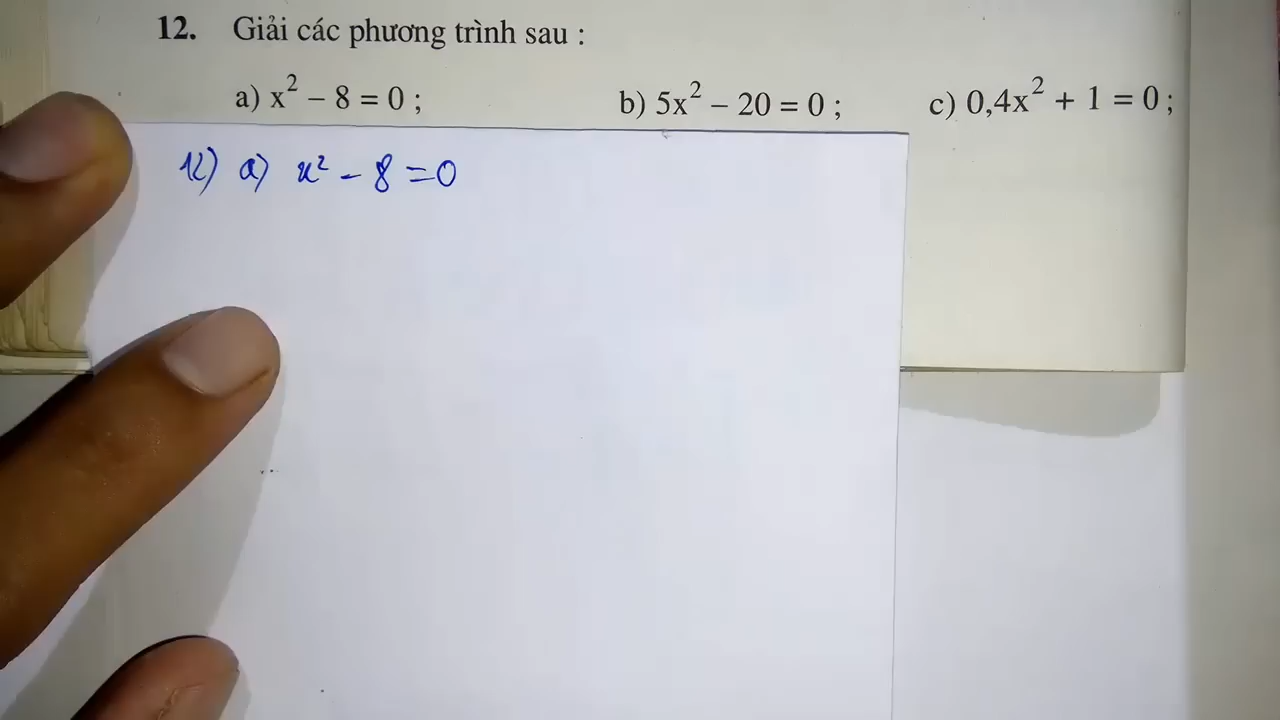 12. Giải các phương trình sau :
a) x² – 8 = 0 ; b) 5x² – 20 = 0 ; c) 0,4x² + 1 = 0 ;
12) a) x² - 8 = 0